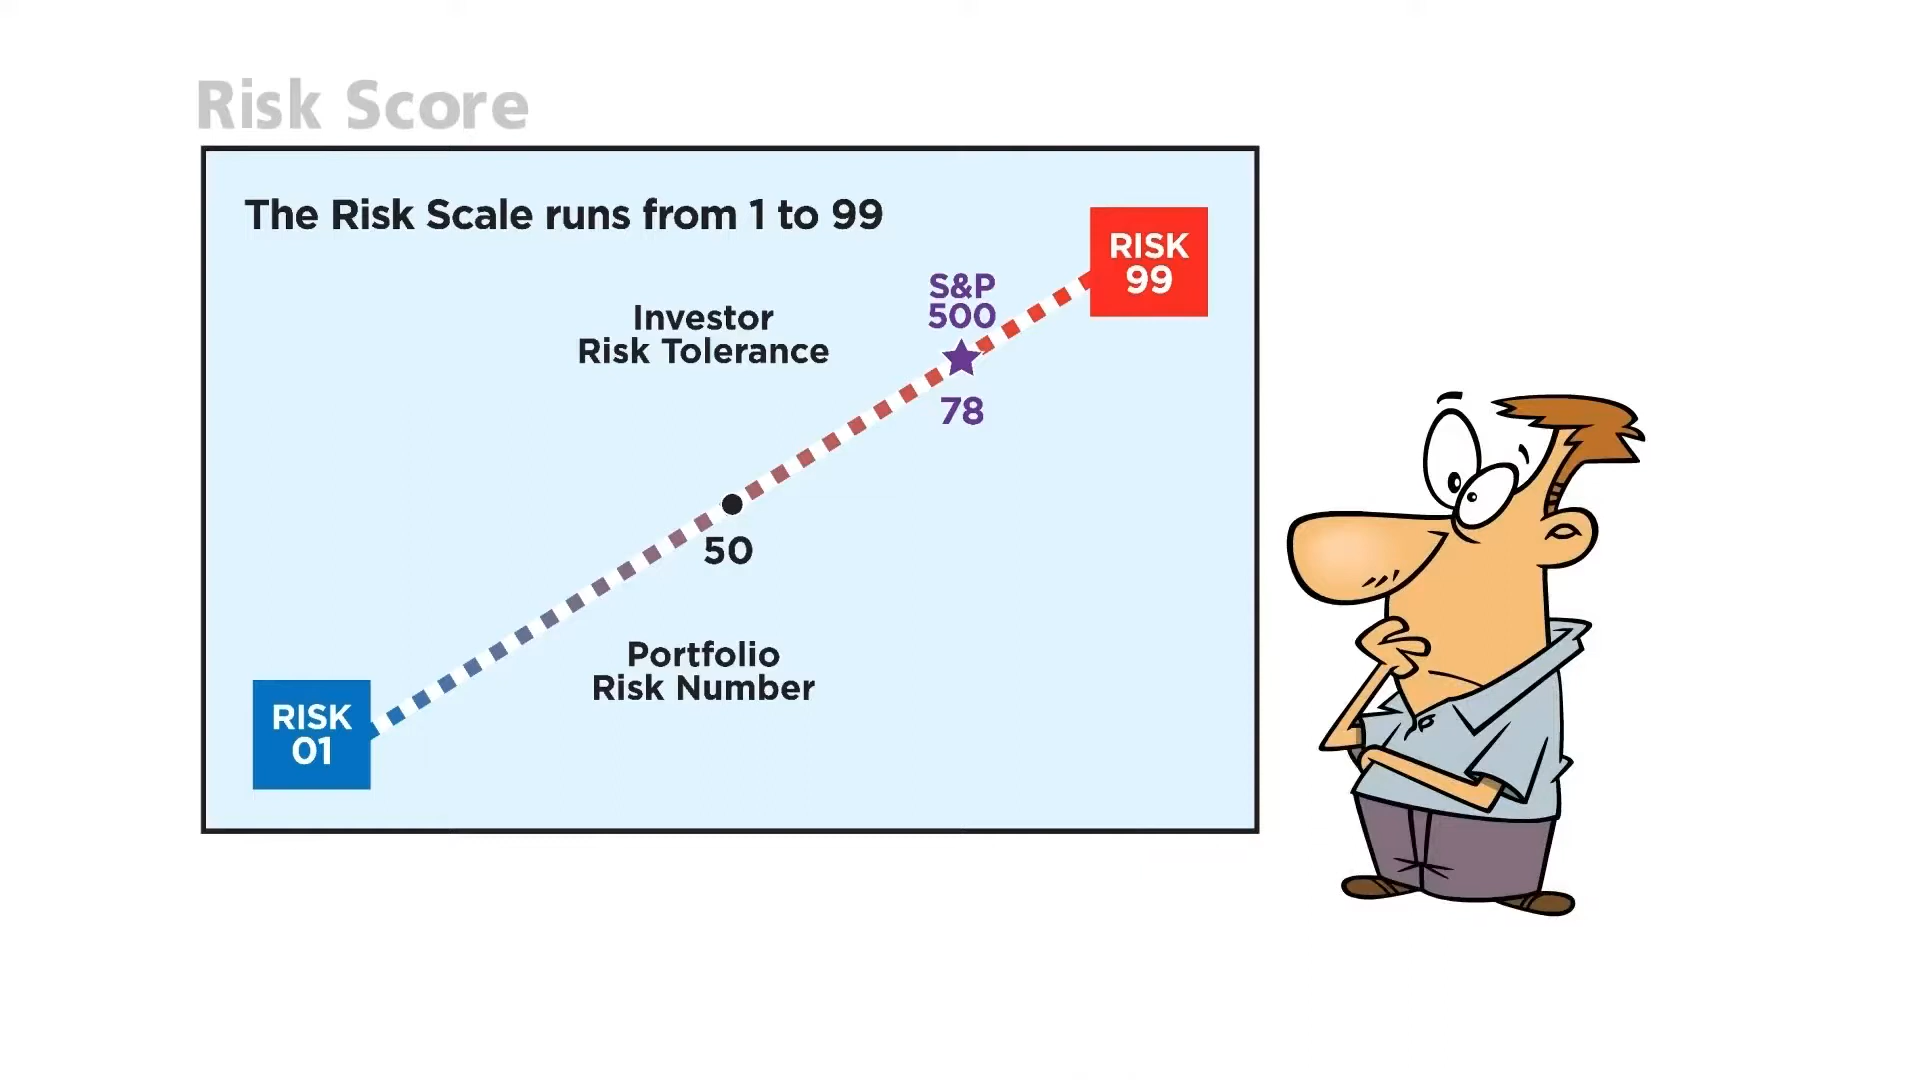 Risk Score
The Risk Scale runs from 1 to 99
RISK
99
S&P
500
Investor
Risk Tolerance
78
50
Portfolio
Risk Number
RISK
01